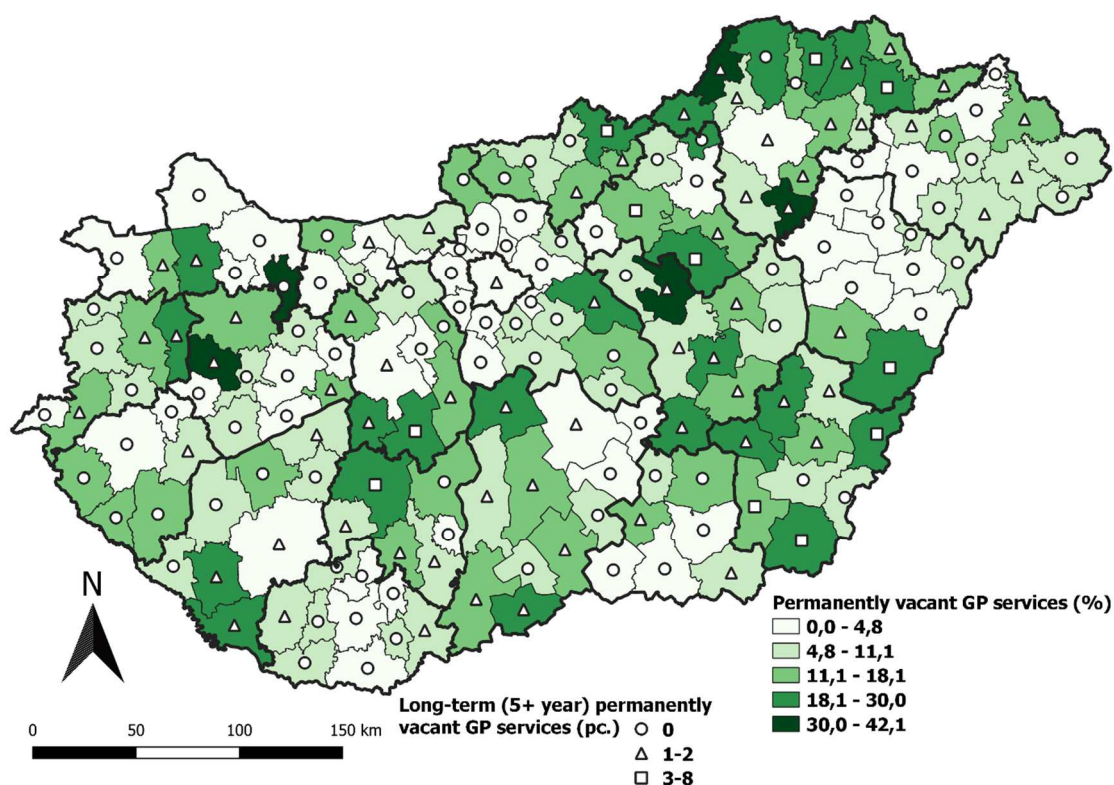 N
0 50 100 150 km
Long-term (5+ year) permanently
vacant GP services (pc.)
0
1-2
3-8
Permanently vacant GP services (%)
0,0 - 4,8
4,8 - 11,1
11,1 - 18,1
18,1 - 30,0
30,0 - 42,1